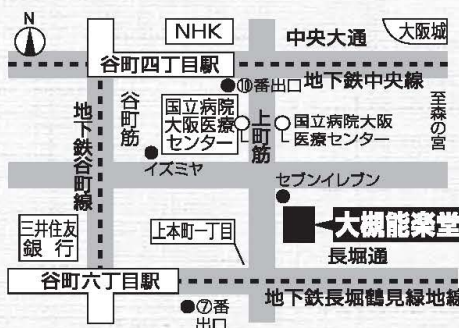 N
NHK
中央大通
大阪城
谷町四丁目駅
地下鉄中央線
●⑩番出口
地下鉄谷町線
谷町筋
国立病院
大阪医療
センター
上町筋
国立病院大阪
医療センター
至森の宮
イズミヤ
セブンイレブン
三井住友
銀行
上本町一丁目
大槻能楽堂
長堀通
谷町六丁目駅
地下鉄長堀鶴見緑地線
●⑦番
出口